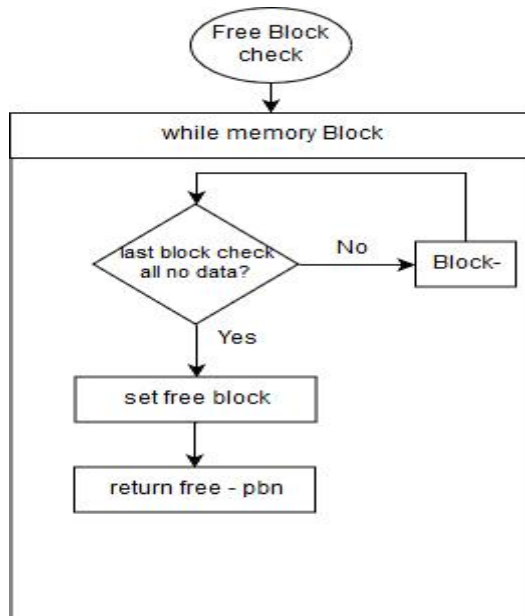 Free Block
check
while memory Block
last block check
all no data?
No
Block-
Yes
set free block
return free - pbn